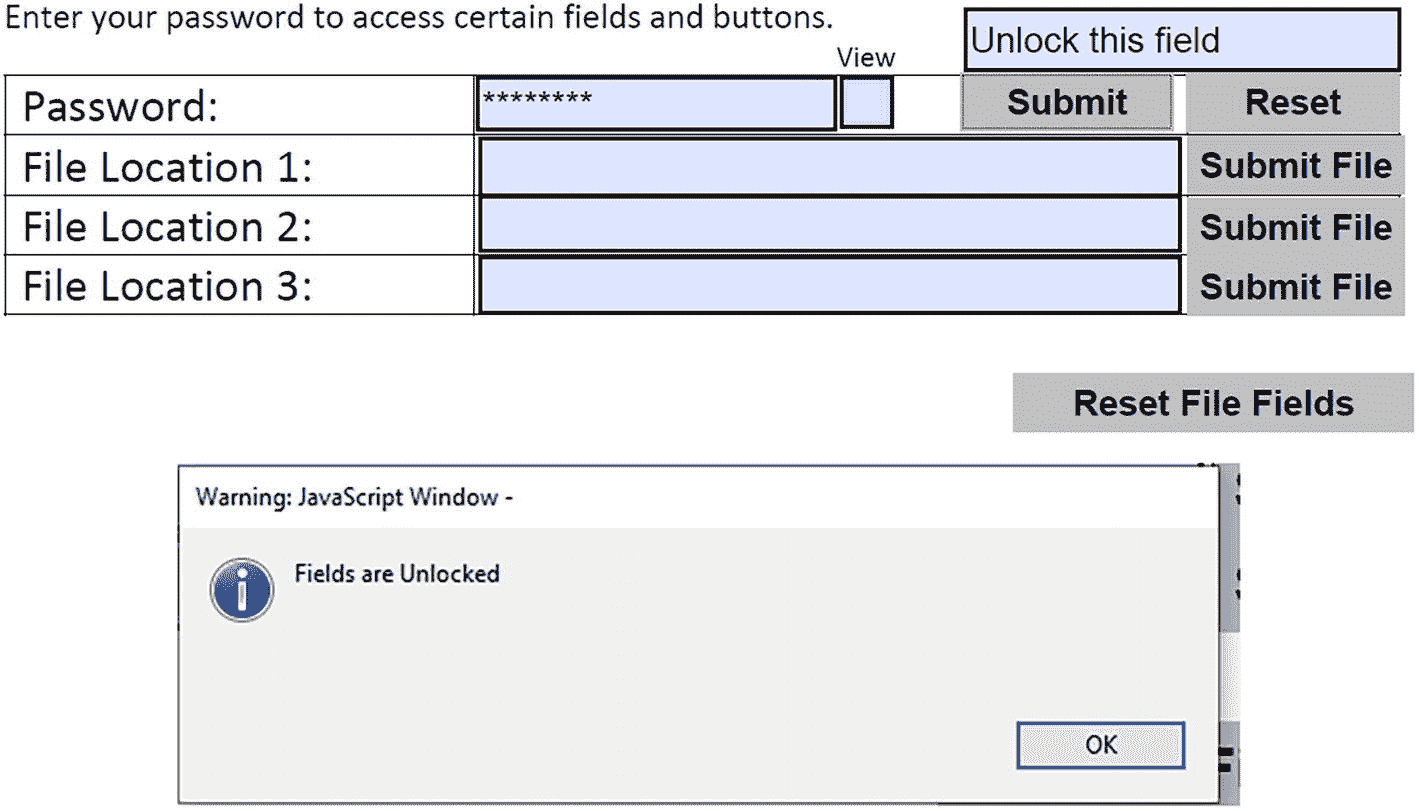 Enter your password to access certain fields and buttons.
View
Unlock this field
Password:
********
Submit
Reset
File Location 1:
Submit File
File Location 2:
Submit File
File Location 3:
Submit File
Reset File Fields
Warning: JavaScript Window -
Fields are Unlocked
OK